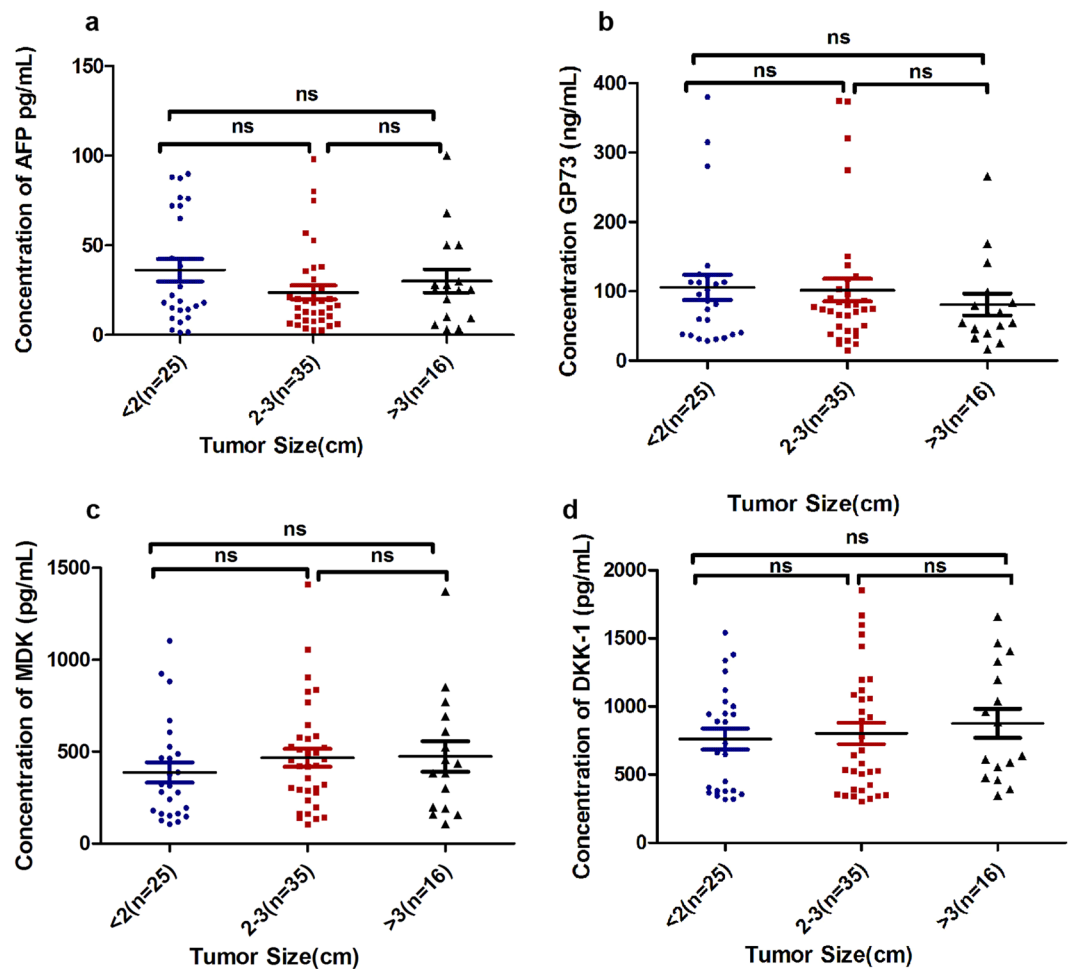 a
Concentration of AFP pg/mL)
150
100
50
0
ns
ns
ns
<2(n=25)
2-3(n=35)
>3(n=16)
Tumor Size(cm)
b
Concentration GP73 (ng/mL)
400
300
200
100
0
ns
ns
ns
<2(n=25)
2-3(n=35)
>3(n=16)
Tumor Size(cm)
c
Concentration of MDK (pg/mL)
1500
1000
500
0
ns
ns
ns
<2(n=25)
2-3(n=35)
>3(n=16)
Tumor Size(cm)
d
Concentration of DKK-1 (pg/mL)
2000
1500
1000
500
0
ns
ns
ns
<2(n=25)
2-3(n=35)
>3(n=16)
Tumor Size(cm)